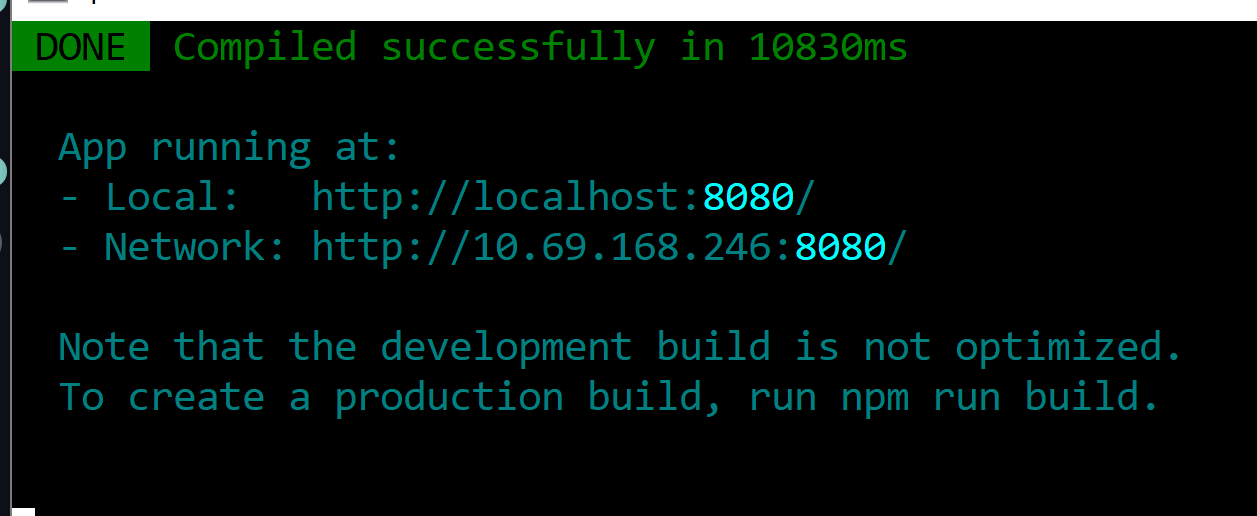 DONE  Compiled successfully in 10830ms
App running at:
- Local:   http://localhost:8080/
- Network: http://10.69.168.246:8080/
Note that the development build is not optimized.
To create a production build, run npm run build.